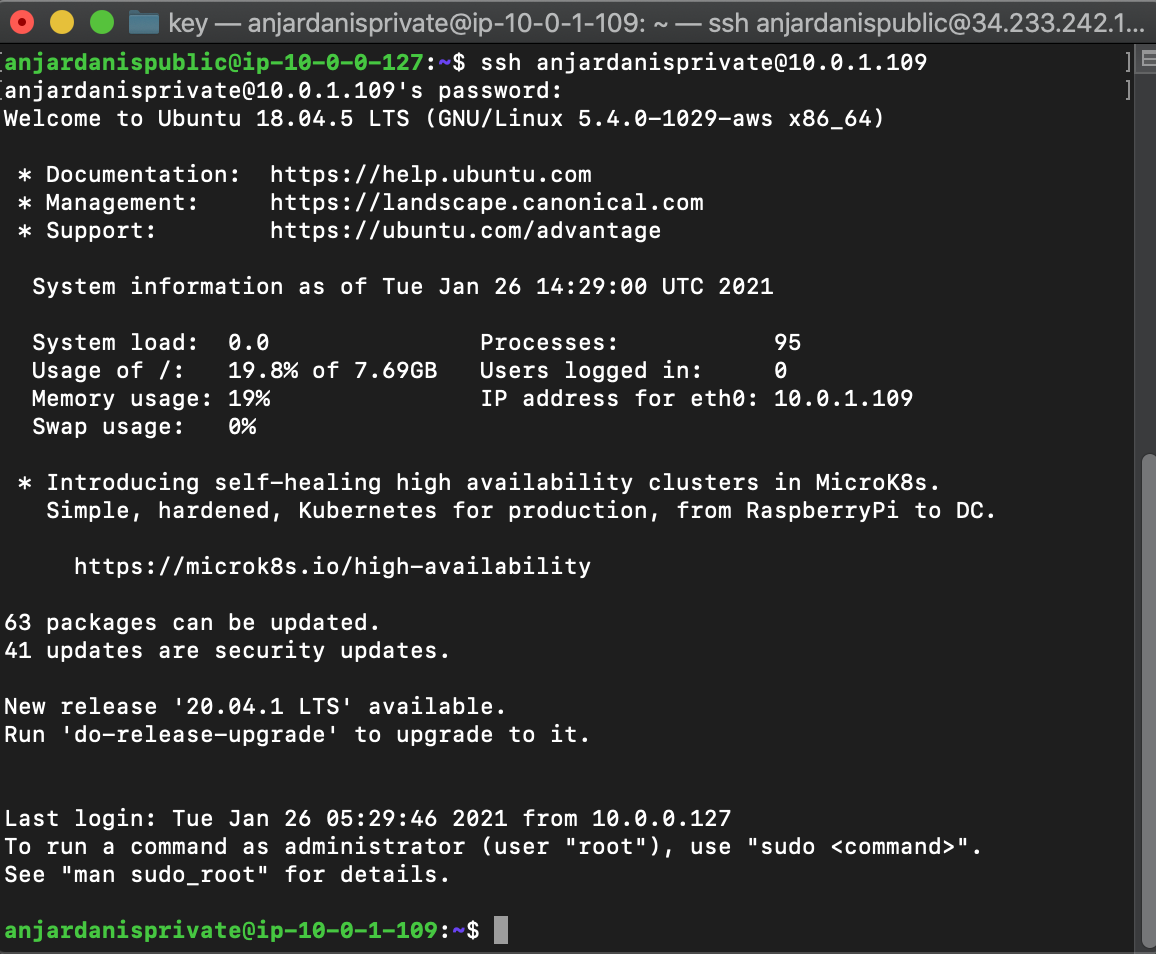 key — anjardanisprivate@ip-10-0-1-109: ~ — ssh anjardanispublic@34.233.242.1...
[anjardanispublic@ip-10-0-0-127:~$ ssh anjardanisprivate@10.0.1.109 ]
[anjardanisprivate@10.0.1.109's password: ]
Welcome to Ubuntu 18.04.5 LTS (GNU/Linux 5.4.0-1029-aws x86_64)
* Documentation: https://help.ubuntu.com
* Management: https://landscape.canonical.com
* Support: https://ubuntu.com/advantage
System information as of Tue Jan 26 14:29:00 UTC 2021
System load: 0.0 Processes: 95
Usage of /: 19.8% of 7.69GB Users logged in: 0
Memory usage: 19% IP address for eth0: 10.0.1.109
Swap usage: 0%
* Introducing self-healing high availability clusters in MicroK8s.
Simple, hardened, Kubernetes for production, from RaspberryPi to DC.
https://microk8s.io/high-availability
63 packages can be updated.
41 updates are security updates.
New release '20.04.1 LTS' available.
Run 'do-release-upgrade' to upgrade to it.
Last login: Tue Jan 26 05:29:46 2021 from 10.0.0.127
To run a command as administrator (user "root"), use "sudo <command>".
See "man sudo_root" for details.
anjardanisprivate@ip-10-0-1-109:~$